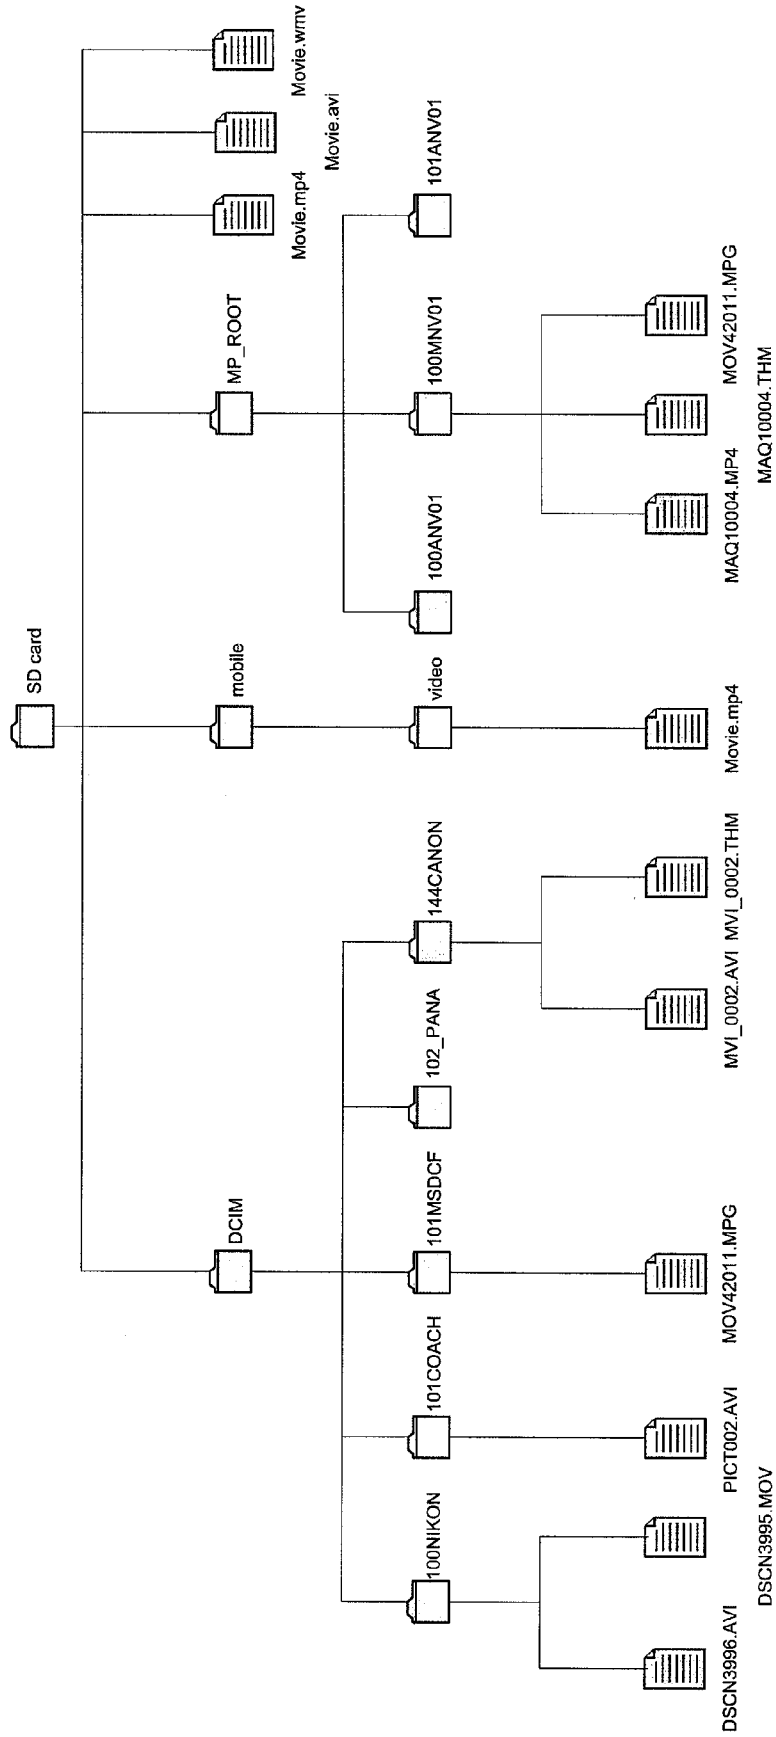 SD card
DCIM
mobile
MP_ROOT
Movie.mp4
Movie.avi
Movie.wmv
100NIKON
101COACH
101MSDCF
102_PANA
144CANON
video
100ANV01
100MNV01
101ANV01
DSCN3996.AVI
DSCN3995.MOV
PICT002.AVI
MOV42011.MPG
MVI_0002.AVI
MVI_0002.THM
Movie.mp4
MAQ10004.MP4
MAQ10004.THM
MOV42011.MPG